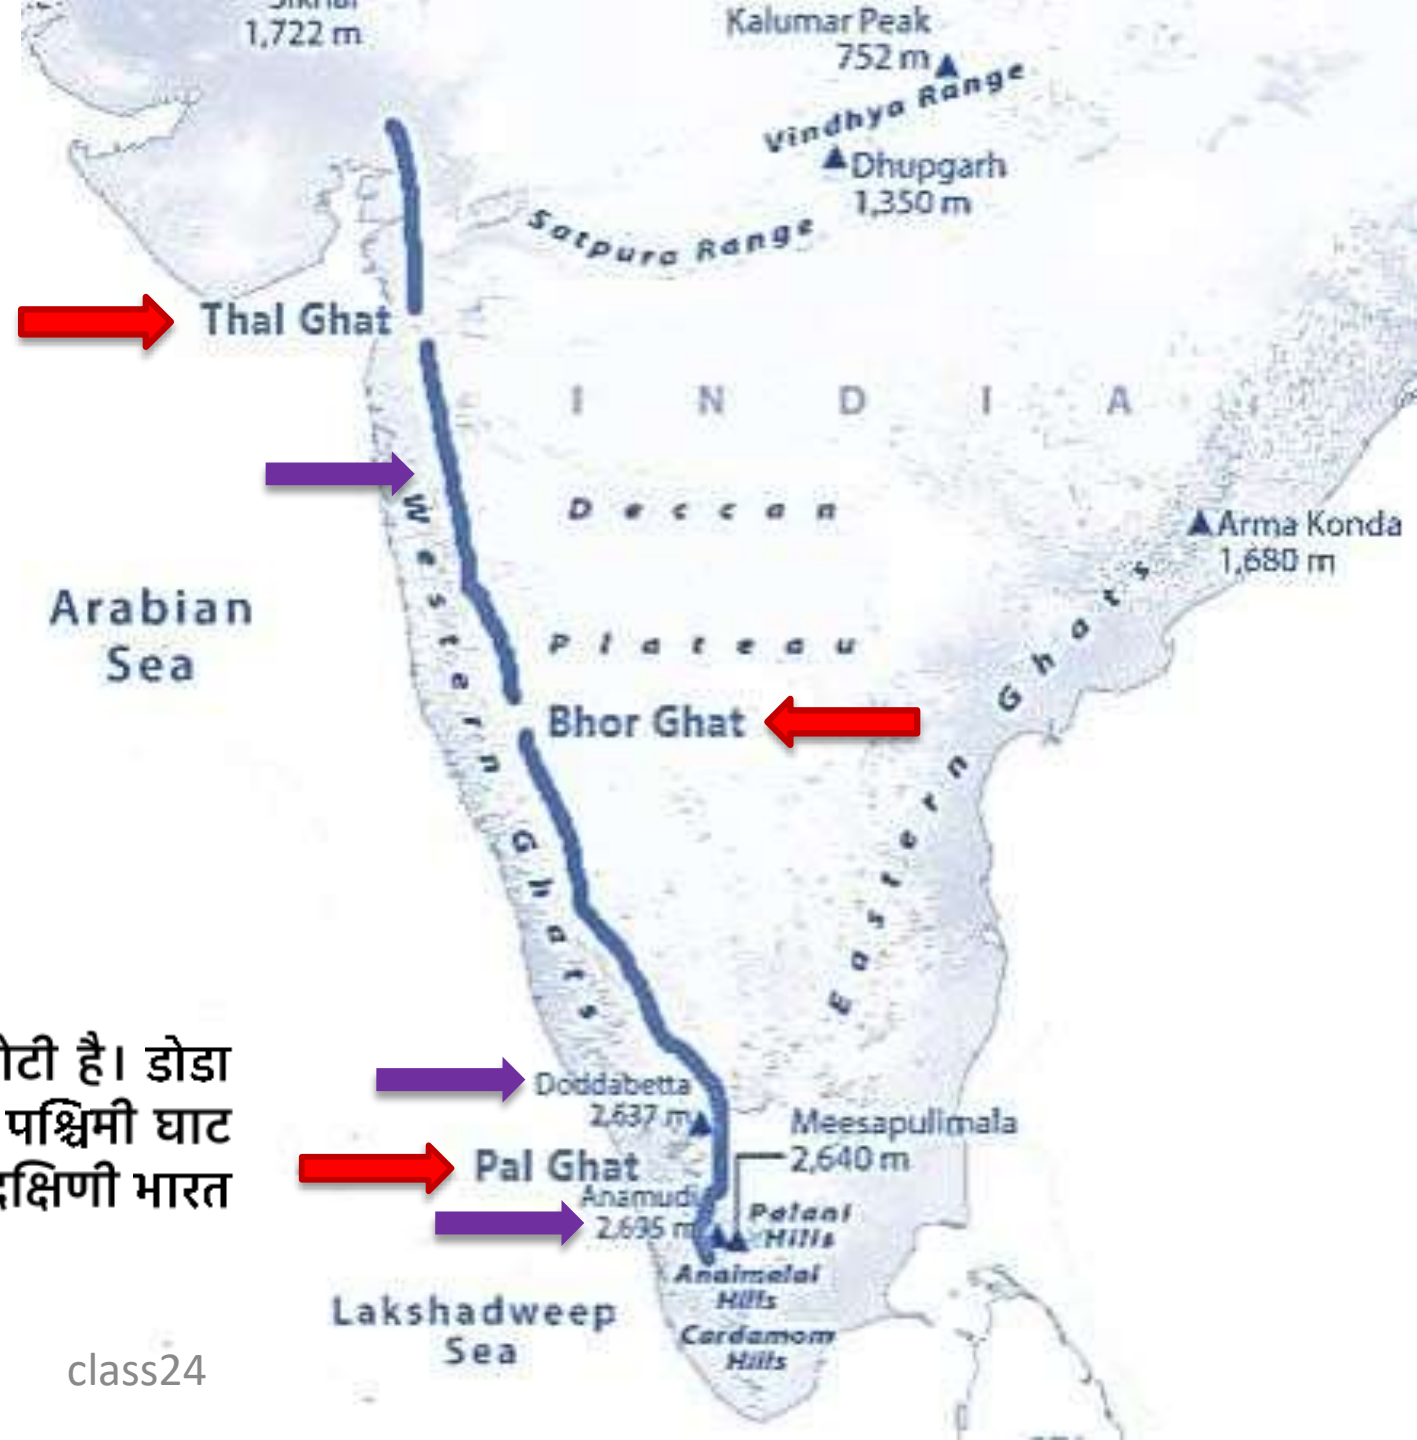 1,722 m
Kalumar Peak
752 m
Vindhya Range
Dhupgarh
1,350 m
Satpura Range
Thal Ghat
I N D I A
Deccan
Arma Konda
1,680 m
Western Ghats
Arabian
Sea
Plateau
Bhor Ghat
Eastern Ghats
है। डोडा
पश्चिमी घाट
भारत
Doddabetta
2,637 m
Meesapulimala
2,640 m
Pal Ghat
Anamudi
2,695 m
Palani
Hills
Anaimalai
Hills
Lakshadweep
Sea
Cardamom
Hills
class24